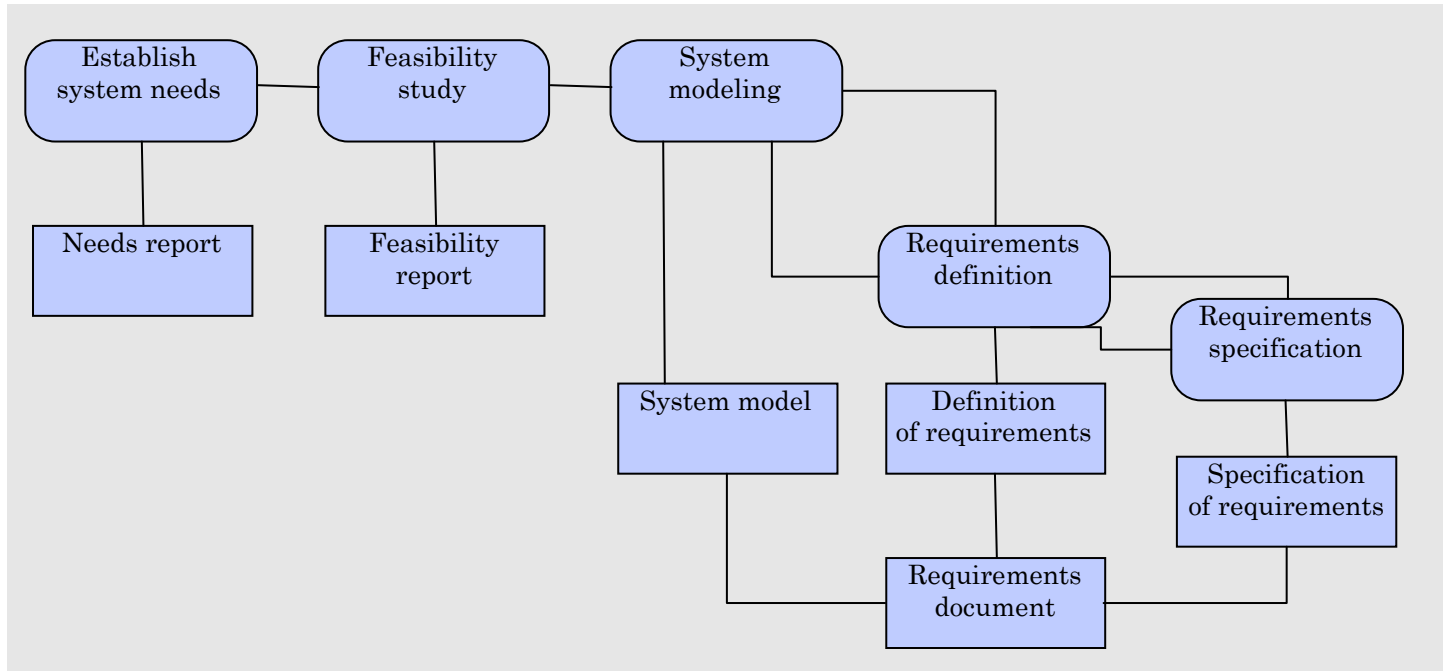 Establish
system needs
Feasibility
study
System
modeling
Needs report
Feasibility
report
Requirements
definition
Requirements
specification
System model
Definition
of requirements
Specification
of requirements
Requirements
document